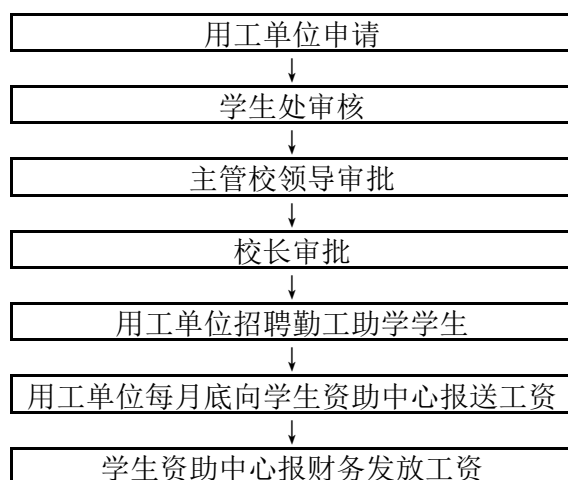 用工单位申请
学生处审核
主管校领导审批
校长审批
用工单位招聘勤工助学学生
用工单位每月底向学生资助中心报送工资
学生资助中心报财务发放工资